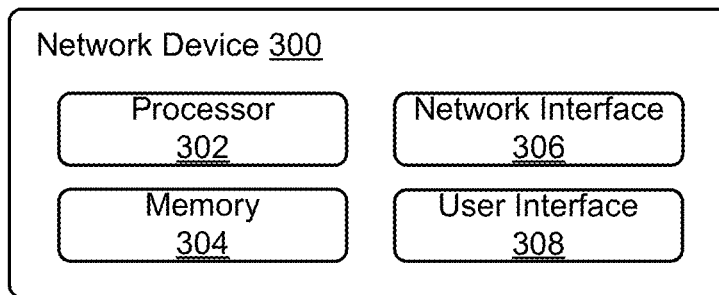 Network Device 300
Processor
302
Network Interface
306
Memory
304
User Interface
308